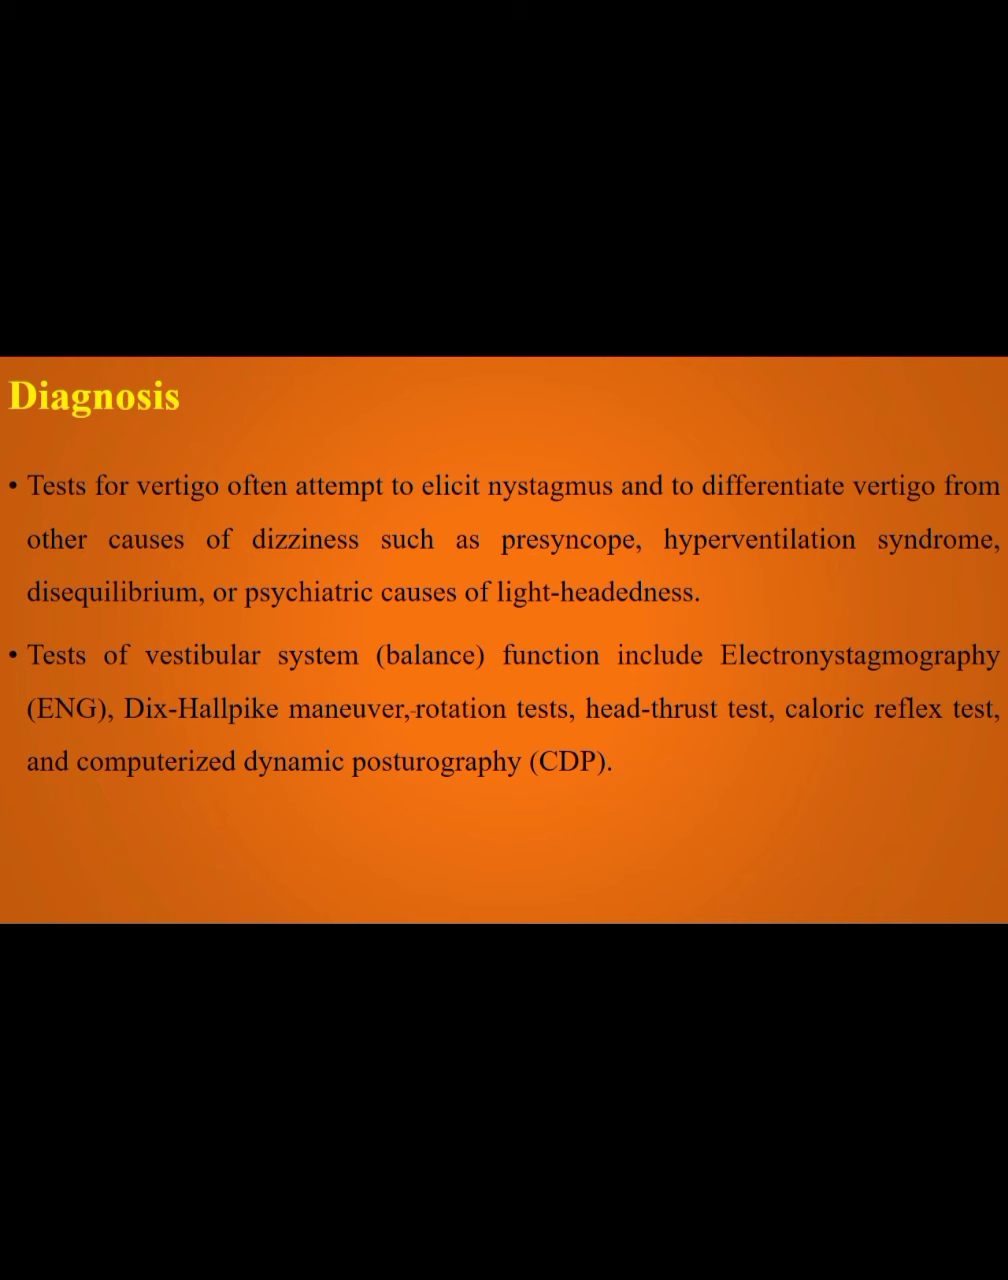 Diagnosis
• Tests for vertigo often attempt to elicit nystagmus and to differentiate vertigo from
other causes of dizziness such as presyncope, hyperventilation syndrome,
disequilibrium, or psychiatric causes of light-headedness.
• Tests of vestibular system (balance) function include Electronystagmography
(ENG), Dix-Hallpike maneuver, rotation tests, head-thrust test, caloric reflex test,
and computerized dynamic posturography (CDP).